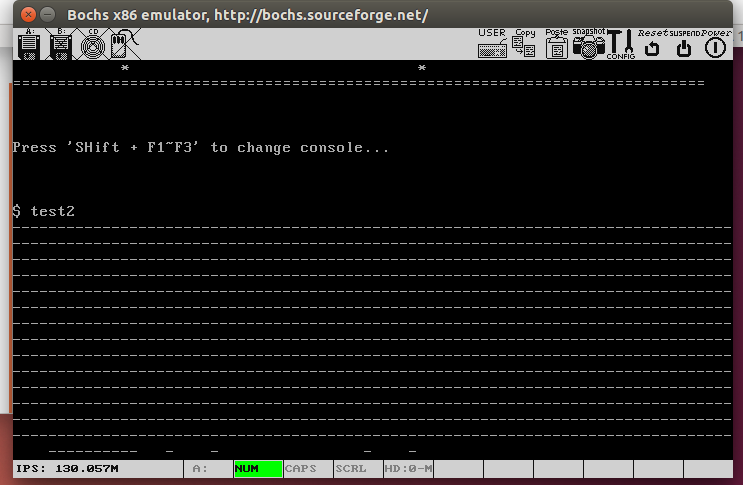 Bochs x86 emulator, http://bochs.sourceforge.net/
A: B: CD USER Copy Paste snapshot CONFIG Reset SUSPEND Power
* *
=============================================================================
Press 'SHift + F1~F3' to change console...
$ test2
--------------------------------------------------------------------------------
--------------------------------------------------------------------------------
--------------------------------------------------------------------------------
--------------------------------------------------------------------------------
--------------------------------------------------------------------------------
--------------------------------------------------------------------------------
--------------------------------------------------------------------------------
--------------------------------------------------------------------------------
--------------------------------------------------------------------------------
--------------------------------------------------------------------------------
--------------------------------------------------------------------------------
--------------------------------------------------------------------------------
--------------------------------------------------------------------------------
--------------------------------------------------------------------------------
    ----------   -    -                -    -
IPS: 130.057M A: NUM CAPS SCRL HD:0-M